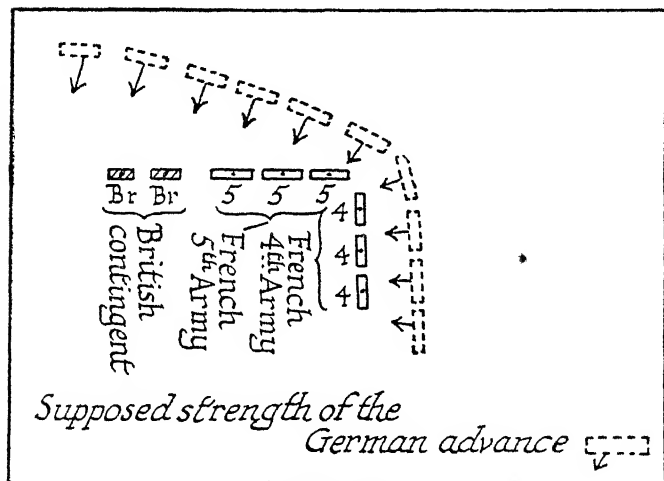 Br Br 5 5 5
4
4
4
British
contingent
French
5th Army
French
4th Army
Supposed strength of the
German advance